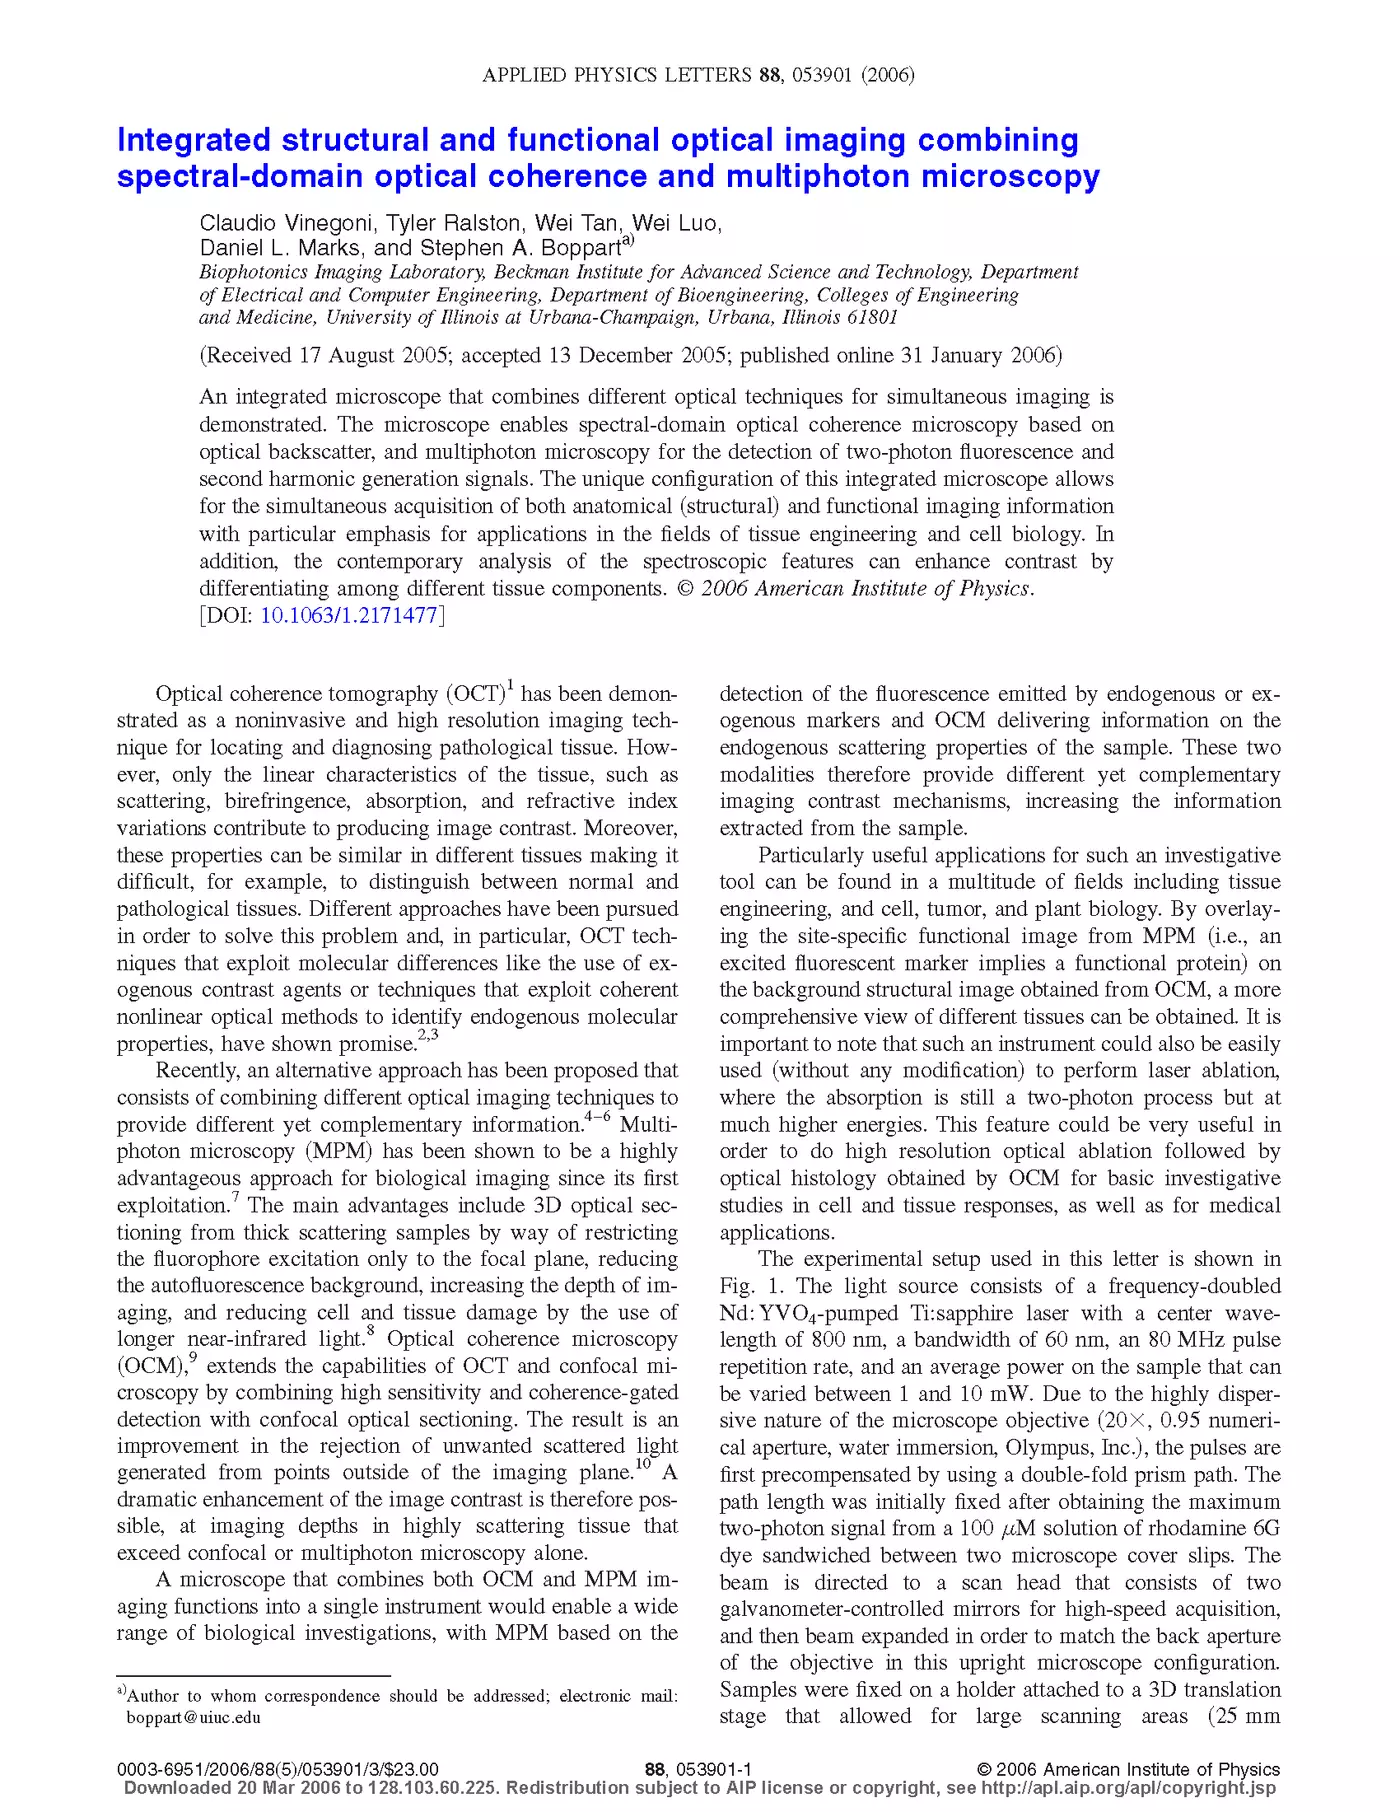 APPLIED PHYSICS LETTERS 88, 053901 (2006)
Integrated structural and functional optical imaging combining
spectral-domain optical coherence and multiphoton microscopy
Claudio Vinegoni, Tyler Ralston, Wei Tan, Wei Luo,
Daniel L. Marks, and Stephen A. Boppart^a)
Biophotonics Imaging Laboratory, Beckman Institute for Advanced Science and Technology, Department
of Electrical and Computer Engineering, Department of Bioengineering, Colleges of Engineering
and Medicine, University of Illinois at Urbana-Champaign, Urbana, Illinois 61801
(Received 17 August 2005; accepted 13 December 2005; published online 31 January 2006)
An integrated microscope that combines different optical techniques for simultaneous imaging is
demonstrated. The microscope enables spectral-domain optical coherence microscopy based on
optical backscatter, and multiphoton microscopy for the detection of two-photon fluorescence and
second harmonic generation signals. The unique configuration of this integrated microscope allows
for the simultaneous acquisition of both anatomical (structural) and functional imaging information
with particular emphasis for applications in the fields of tissue engineering and cell biology. In
addition, the contemporary analysis of the spectroscopic features can enhance contrast by
differentiating among different tissue components. © 2006 American Institute of Physics.
[DOI: 10.1063/1.2171477]
Optical coherence tomography (OCT)¹ has been demon-
strated as a noninvasive and high resolution imaging tech-
nique for locating and diagnosing pathological tissue. How-
ever, only the linear characteristics of the tissue, such as
scattering, birefringence, absorption, and refractive index
variations contribute to producing image contrast. Moreover,
these properties can be similar in different tissues making it
difficult, for example, to distinguish between normal and
pathological tissues. Different approaches have been pursued
in order to solve this problem and, in particular, OCT tech-
niques that exploit molecular differences like the use of ex-
ogenous contrast agents or techniques that exploit coherent
nonlinear optical methods to identify endogenous molecular
properties, have shown promise.²,³
Recently, an alternative approach has been proposed that
consists of combining different optical imaging techniques to
provide different yet complementary information.⁴⁻⁶ Multi-
photon microscopy (MPM) has been shown to be a highly
advantageous approach for biological imaging since its first
exploitation.⁷ The main advantages include 3D optical sec-
tioning from thick scattering samples by way of restricting
the fluorophore excitation only to the focal plane, reducing
the autofluorescence background, increasing the depth of im-
aging, and reducing cell and tissue damage by the use of
longer near-infrared light.⁸ Optical coherence microscopy
(OCM),⁹ extends the capabilities of OCT and confocal mi-
croscopy by combining high sensitivity and coherence-gated
detection with confocal optical sectioning. The result is an
improvement in the rejection of unwanted scattered light
generated from points outside of the imaging plane.¹⁰ A
dramatic enhancement of the image contrast is therefore pos-
sible, at imaging depths in highly scattering tissue that
exceed confocal or multiphoton microscopy alone.
A microscope that combines both OCM and MPM im-
aging functions into a single instrument would enable a wide
range of biological investigations, with MPM based on the
a)Author to whom correspondence should be addressed; electronic mail:
boppart@uiuc.edu
detection of the fluorescence emitted by endogenous or ex-
ogenous markers and OCM delivering information on the
endogenous scattering properties of the sample. These two
modalities therefore provide different yet complementary
imaging contrast mechanisms, increasing the information
extracted from the sample.
Particularly useful applications for such an investigative
tool can be found in a multitude of fields including tissue
engineering, and cell, tumor, and plant biology. By overlay-
ing the site-specific functional image from MPM (i.e., an
excited fluorescent marker implies a functional protein) on
the background structural image obtained from OCM, a more
comprehensive view of different tissues can be obtained. It is
important to note that such an instrument could also be easily
used (without any modification) to perform laser ablation,
where the absorption is still a two-photon process but at
much higher energies. This feature could be very useful in
order to do high resolution optical ablation followed by
optical histology obtained by OCM for basic investigative
studies in cell and tissue responses, as well as for medical
applications.
The experimental setup used in this letter is shown in
Fig. 1. The light source consists of a frequency-doubled
Nd:YVO₄-pumped Ti:sapphire laser with a center wave-
length of 800 nm, a bandwidth of 60 nm, an 80 MHz pulse
repetition rate, and an average power on the sample that can
be varied between 1 and 10 mW. Due to the highly disper-
sive nature of the microscope objective (20×, 0.95 numeri-
cal aperture, water immersion, Olympus, Inc.), the pulses are
first precompensated by using a double-fold prism path. The
path length was initially fixed after obtaining the maximum
two-photon signal from a 100 μM solution of rhodamine 6G
dye sandwiched between two microscope cover slips. The
beam is directed to a scan head that consists of two
galvanometer-controlled mirrors for high-speed acquisition,
and then beam expanded in order to match the back aperture
of the objective in this upright microscope configuration.
Samples were fixed on a holder attached to a 3D translation
stage that allowed for large scanning areas (25 mm
0003-6951/2006/88(5)/053901/3/$23.00
88, 053901-1
© 2006 American Institute of Physics
Downloaded 20 Mar 2006 to 128.103.60.225. Redistribution subject to AIP license or copyright, see http://apl.aip.org/apl/copyright.jsp